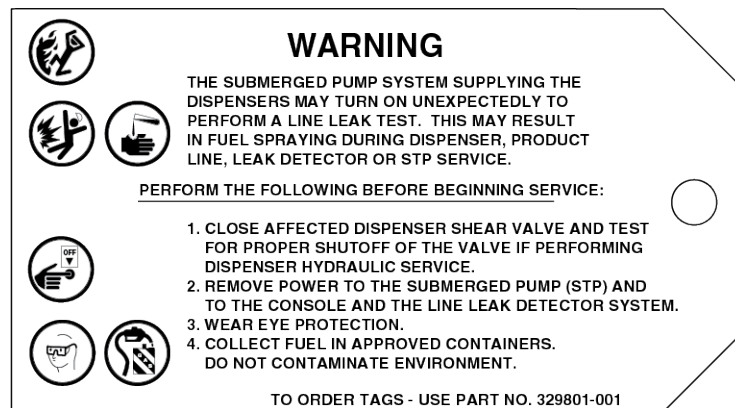 WARNING
THE SUBMERGED PUMP SYSTEM SUPPLYING THE
DISPENSERS MAY TURN ON UNEXPECTEDLY TO
PERFORM A LINE LEAK TEST. THIS MAY RESULT
IN FUEL SPRAYING DURING DISPENSER, PRODUCT
LINE, LEAK DETECTOR OR STP SERVICE.
PERFORM THE FOLLOWING BEFORE BEGINNING SERVICE:
1. CLOSE AFFECTED DISPENSER SHEAR VALVE AND TEST
FOR PROPER SHUTOFF OF THE VALVE IF PERFORMING
DISPENSER HYDRAULIC SERVICE.
OFF
2. REMOVE POWER TO THE SUBMERGED PUMP (STP) AND
TO THE CONSOLE AND THE LINE LEAK DETECTOR SYSTEM.
3. WEAR EYE PROTECTION.
4. COLLECT FUEL IN APPROVED CONTAINERS.
DO NOT CONTAMINATE ENVIRONMENT.
TO ORDER TAGS - USE PART NO. 329801-001